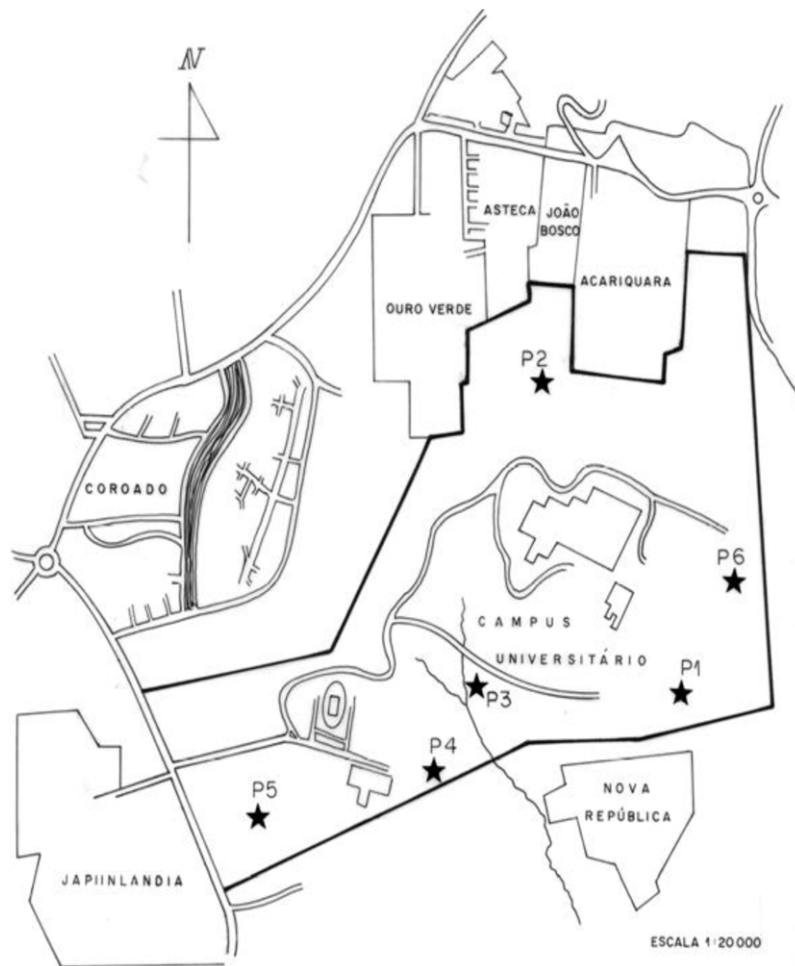 N
ASTECA
JOÃO
BOSCO
ACARIQUARA
OURO VERDE
P2
COROADO
P6
CAMPUS
UNIVERSITÁRIO
P1
P3
P4
P5
NOVA
REPÚBLICA
JAPIINLANDIA
ESCALA 1:20000